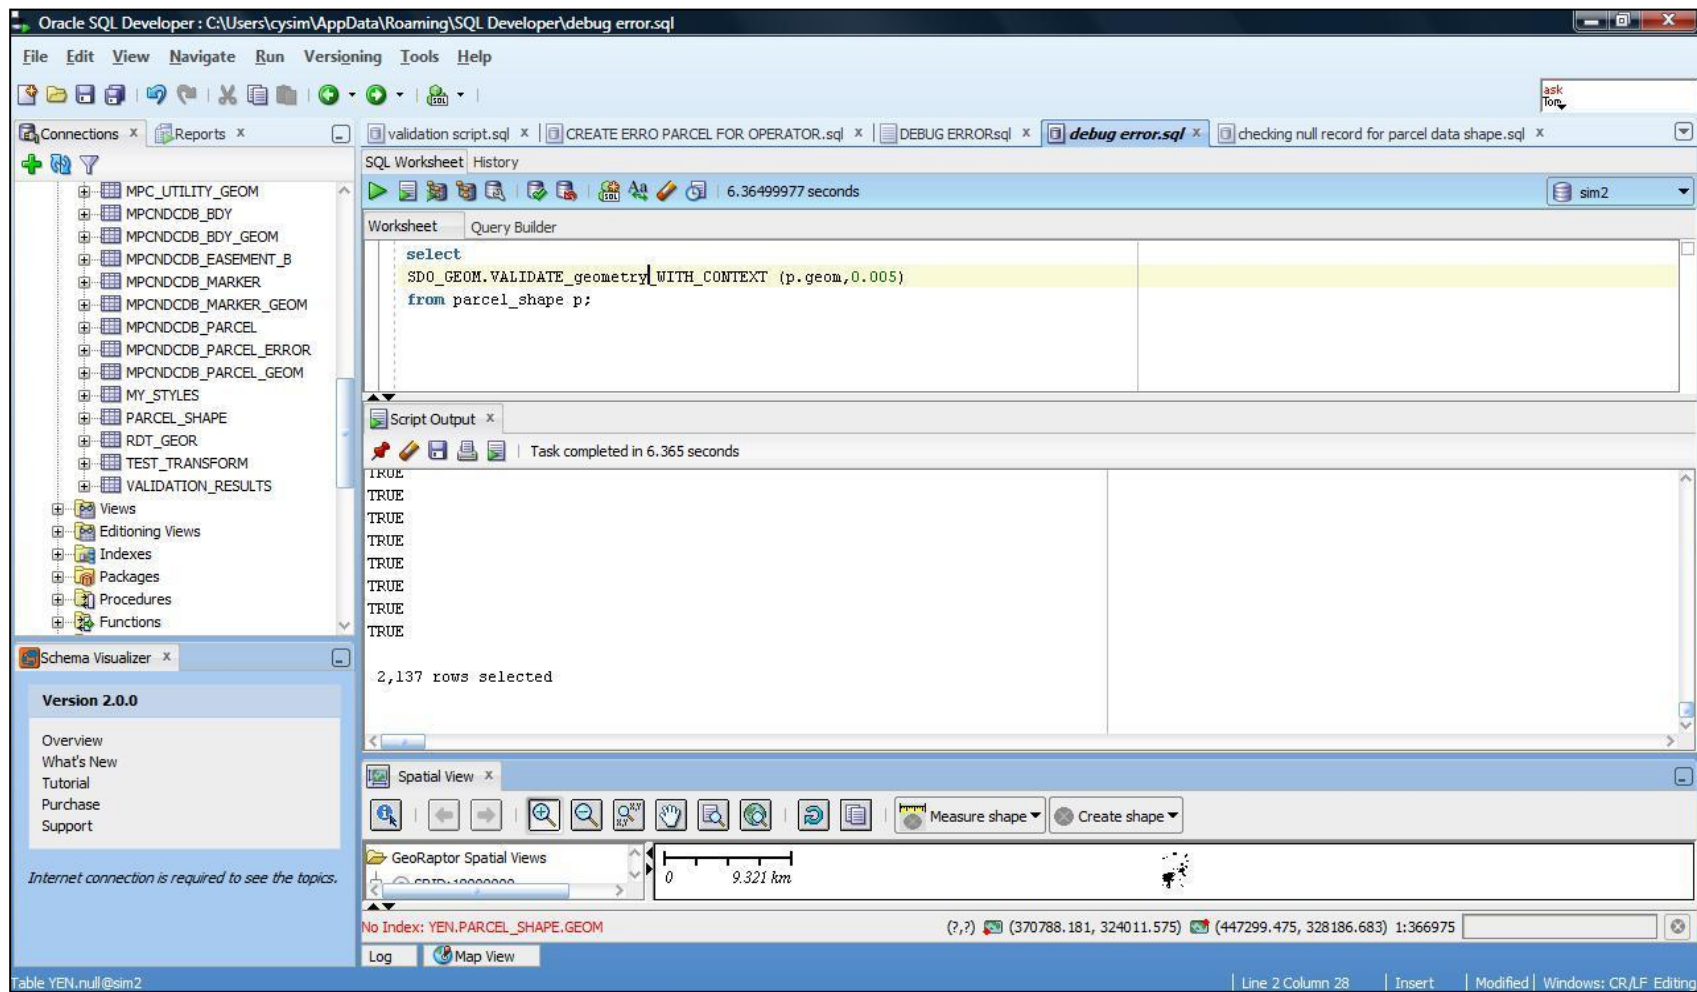 Oracle SQL Developer : C:\Users\cysim\AppData\Roaming\SQL Developer\debug error.sql
File Edit View Navigate Run Versioning Tools Help
ask
Tom
Connections x Reports x
validation script.sql x CREATE ERRO PARCEL FOR OPERATOR.sql x DEBUG ERRORsql x debug error.sql x checking null record for parcel data shape.sql x
SQL Worksheet History
6.36499977 seconds
sim2
Worksheet Query Builder
select
SDO_GEOM.VALIDATE_geometry_WITH_CONTEXT (p.geom,0.005)
from parcel_shape p;
MPC_UTILITY_GEOM
MPCNDCDB_BDY
MPCNDCDB_BDY_GEOM
MPCNDCDB_EASEMENT_B
MPCNDCDB_MARKER
MPCNDCDB_MARKER_GEOM
MPCNDCDB_PARCEL
MPCNDCDB_PARCEL_ERROR
MPCNDCDB_PARCEL_GEOM
MY_STYLES
PARCEL_SHAPE
RDT_GEOR
TEST_TRANSFORM
VALIDATION_RESULTS
Views
Editioning Views
Indexes
Packages
Procedures
Functions
Script Output x
Task completed in 6.365 seconds
TRUE
TRUE
TRUE
TRUE
TRUE
TRUE
TRUE
TRUE
2,137 rows selected
Schema Visualizer x
Version 2.0.0
Overview
What's New
Tutorial
Purchase
Support
Internet connection is required to see the topics.
Spatial View x
Measure shape Create shape
GeoRaptor Spatial Views
0 9.321 km
No Index: YEN.PARCEL_SHAPE.GEOM
(?,?) (370788.181, 324011.575) (447299.475, 328186.683) 1:366975
Log Map View
Table YEN.null@sim2
Line 2 Column 28 Insert Modified Windows: CR/LF Editing